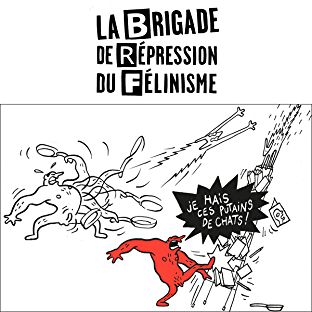 LA BRIGADE
DE RÉPRESSION
DU FÉLINISME
JE HAIS
CES PUTAINS
DE CHATS!